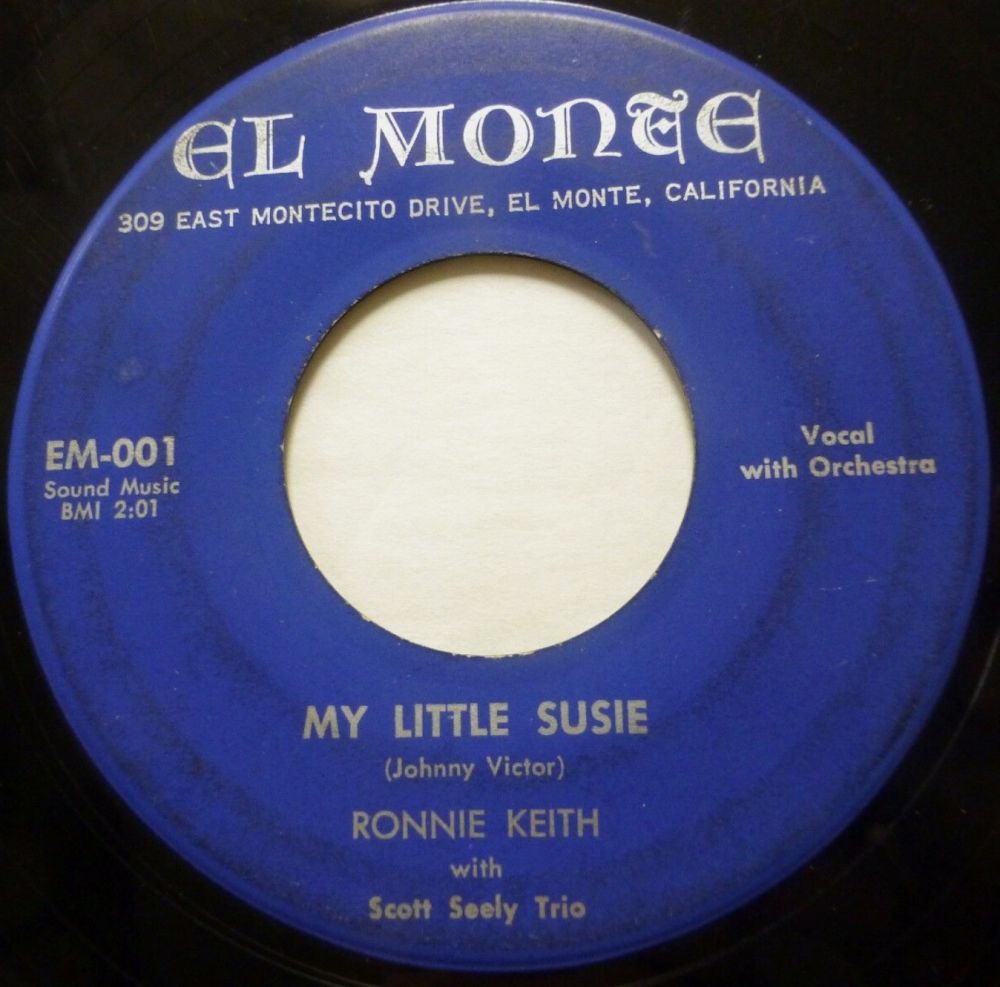 EL MONTE
309 EAST MONTECITO DRIVE, EL MONTE, CALIFORNIA
EM-001
Sound Music
BMI 2:01
Vocal
with Orchestra
MY LITTLE SUSIE
(Johnny Victor)
RONNIE KEITH
with
Scott Seely Trio